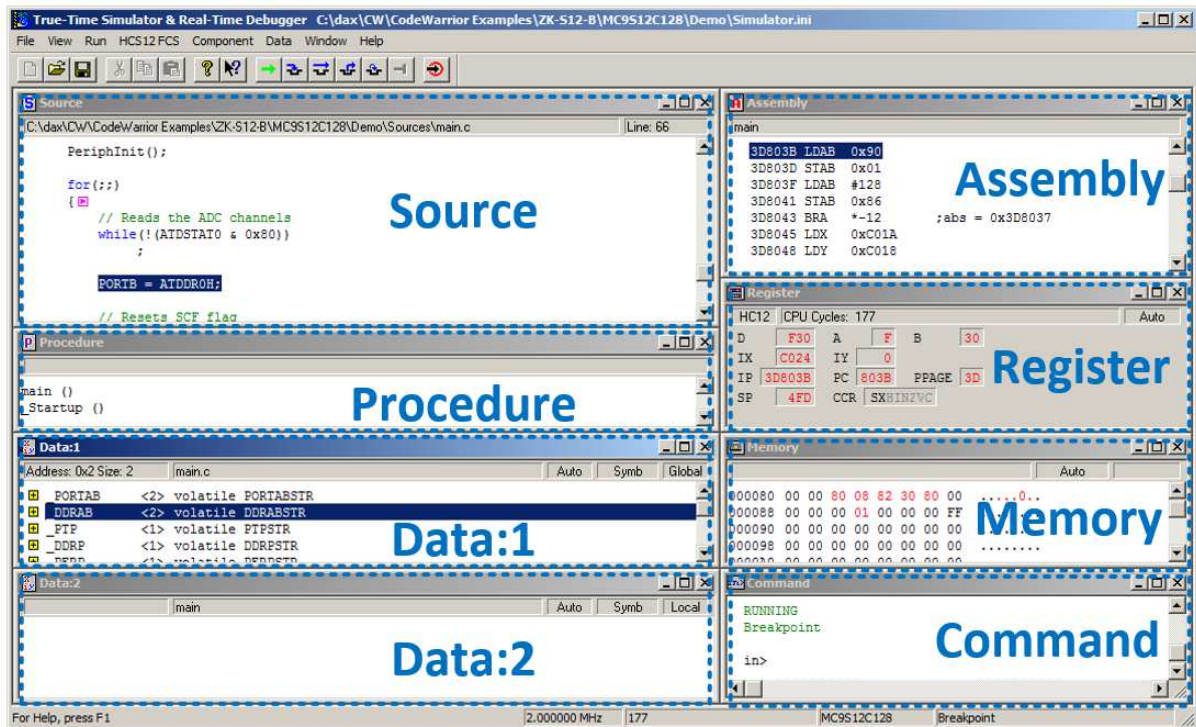 True-Time Simulator & Real-Time Debugger C:\dax\CW\CodeWarrior Examples\ZK-S12-B\MC9S12C128\Demo\Simulator.ini
File View Run HCS12 FCS Component Data Window Help
Source
C:\dax\CW\CodeWarrior Examples\ZK-S12-B\MC9S12C128\Demo\Sources\main.c Line: 66
PeriphInit();
for(;;)
{
// Reads the ADC channels
while(!(ATDSTAT0 & 0x80))
;
PORTB = ATDDR0H;
// Resets SCF flag
Source
Assembly
main
3D803B LDAB 0x90
3D803D STAB 0x01
3D803F LDAB #128
3D8041 STAB 0x86
3D8043 BRA *-12 ;abs = 0x3D8037
3D8045 LDX 0xC01A
3D8048 LDY 0xC018
Assembly
Procedure
main ()
_Startup ()
Procedure
Register
HC12 CPU Cycles: 177 Auto
D F30 A F B 30
IX C024 IY 0
IP 3D803B PC 803B PPAGE 3D
SP 4FD CCR SXHINZVC
Register
Data:1
Address: 0x2 Size: 2 main.c Auto Symb Global
_PORTAB <2> volatile PORTABSTR
_DDRAB <2> volatile DDRABSTR
_PTP <1> volatile PTPSTR
_DDRP <1> volatile DDRPSTR
_PERP <1> volatile PERPSTR
Data:1
Memory
Auto
000080 00 00 80 08 82 30 80 00 .....0..
000088 00 00 00 01 00 00 00 FF
000090 00 00 00 00 00 00 00 00
000098 00 00 00 00 00 00 00 00 ........
Memory
Data:2
main Auto Symb Local
Data:2
Command
RUNNING
Breakpoint
in>
Command
For Help, press F1 2.000000 MHz 177 MC9S12C128 Breakpoint